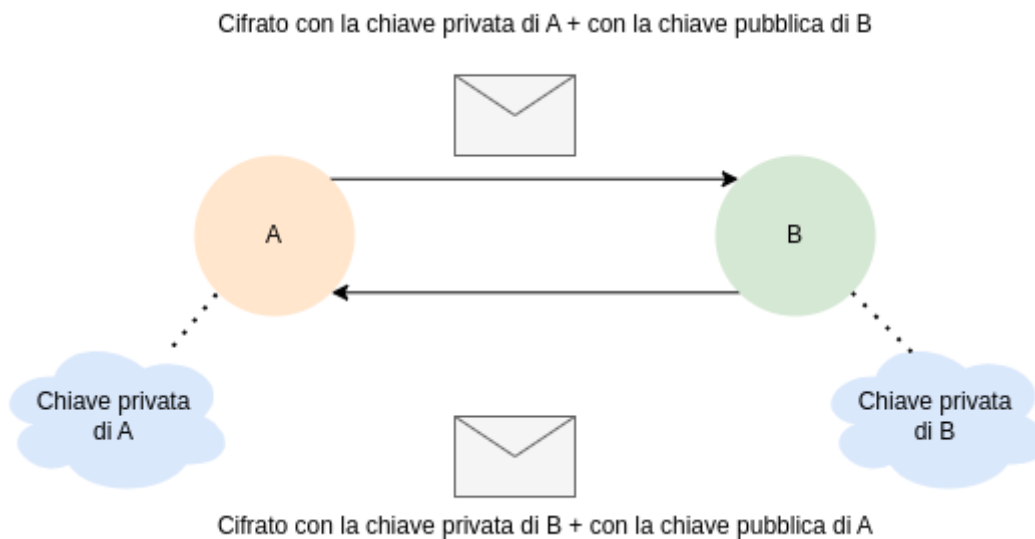 Cifrato con la chiave privata di A + con la chiave pubblica di B
A
B
Chiave privata
di A
Chiave privata
di B
Cifrato con la chiave privata di B + con la chiave pubblica di A